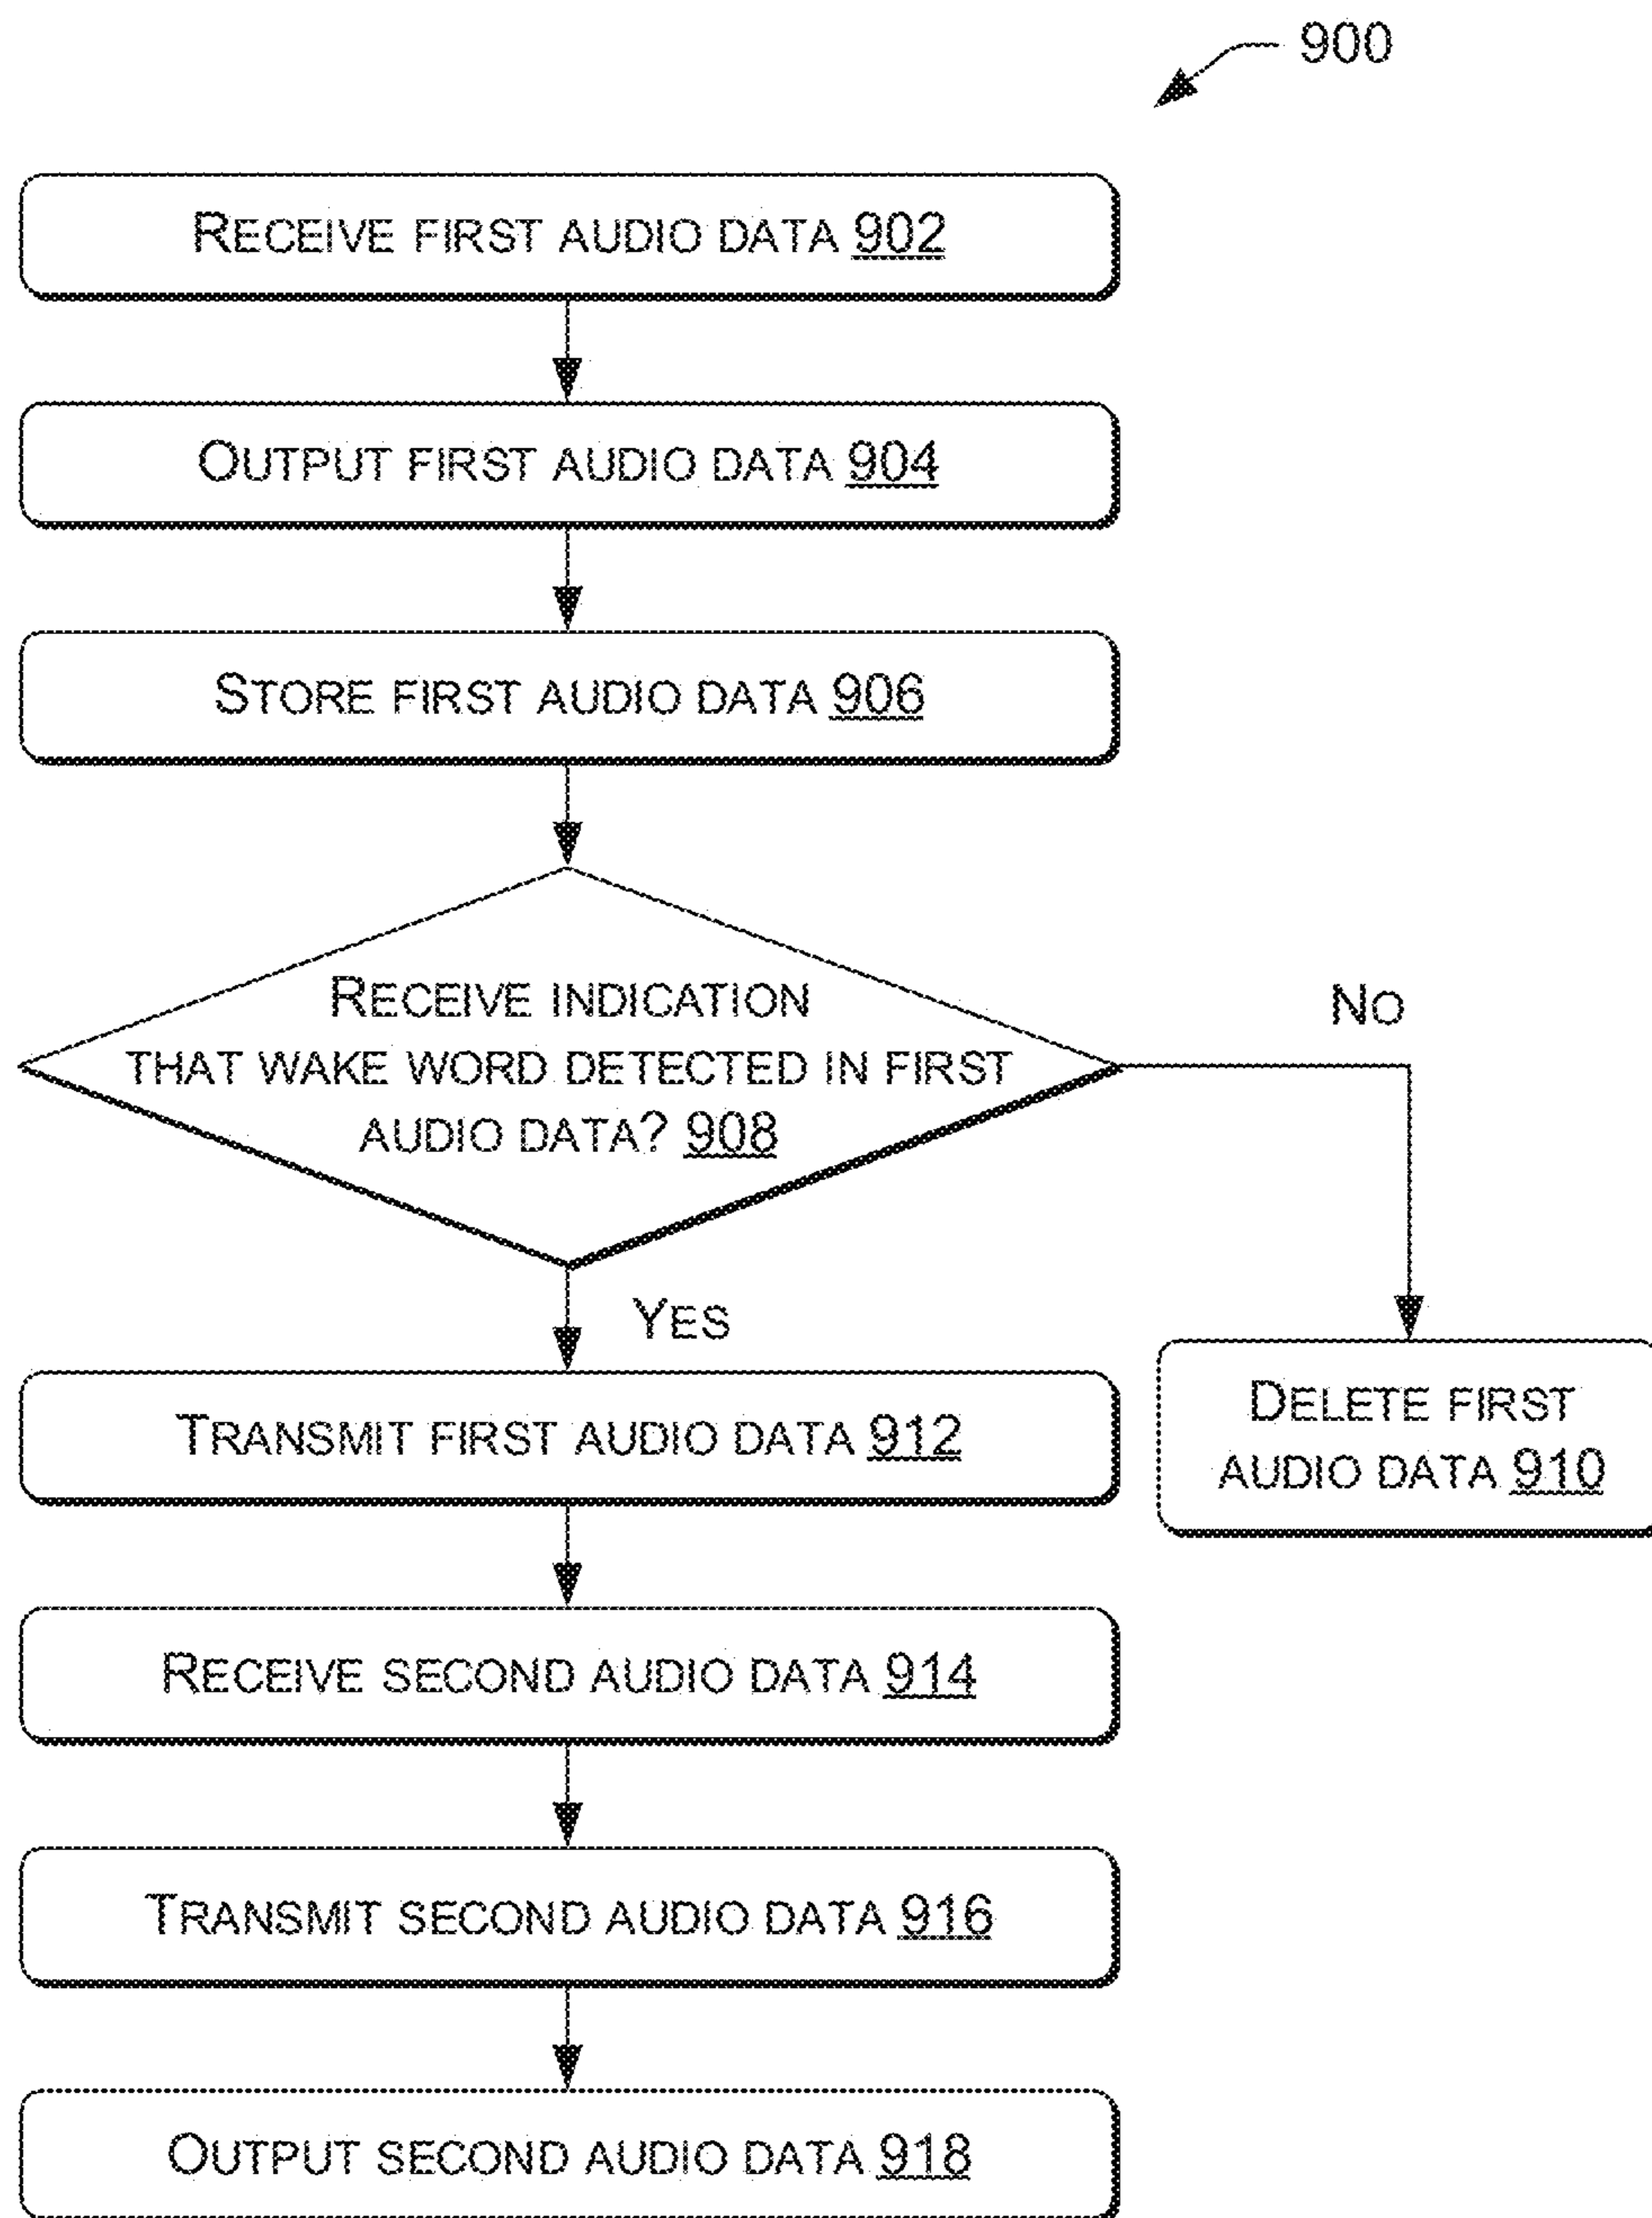 900
RECEIVE FIRST AUDIO DATA 902
OUTPUT FIRST AUDIO DATA 904
STORE FIRST AUDIO DATA 906
RECEIVE INDICATION
THAT WAKE WORD DETECTED IN FIRST
AUDIO DATA? 908
NO
YES
DELETE FIRST
AUDIO DATA 910
TRANSMIT FIRST AUDIO DATA 912
RECEIVE SECOND AUDIO DATA 914
TRANSMIT SECOND AUDIO DATA 916
OUTPUT SECOND AUDIO DATA 918